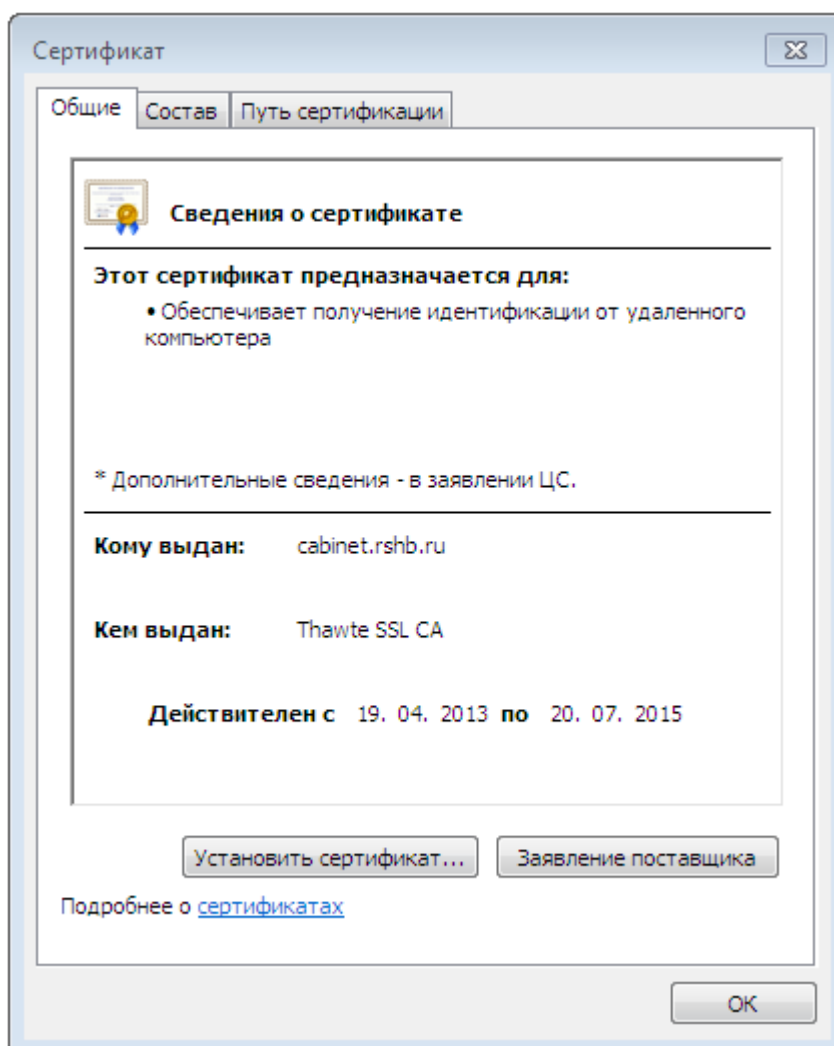 Сертификат
Общие Состав Путь сертификации
Сведения о сертификате
Этот сертификат предназначается для:
• Обеспечивает получение идентификации от удаленного
компьютера
* Дополнительные сведения - в заявлении ЦС.
Кому выдан: cabinet.rshb.ru
Кем выдан: Thawte SSL CA
Действителен с 19. 04. 2013 по 20. 07. 2015
Установить сертификат... Заявление поставщика
Подробнее о сертификатах
ОК